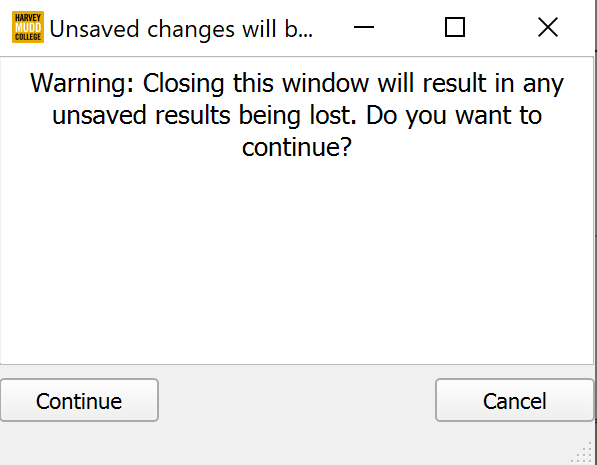 HARVEY
MUDD
COLLEGE
Unsaved changes will b...
Warning: Closing this window will result in any
unsaved results being lost. Do you want to
continue?
Continue
Cancel